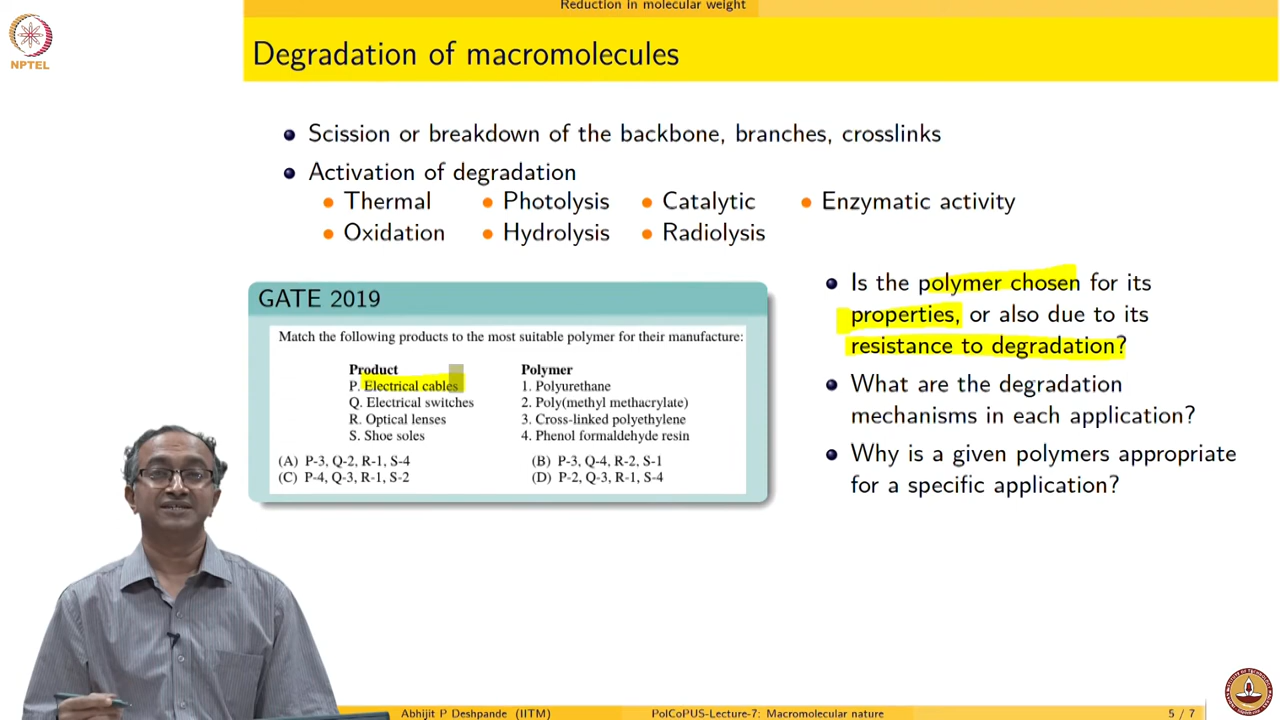 Reduction in molecular weight
NPTEL
Degradation of macromolecules
Scission or breakdown of the backbone, branches, crosslinks
Activation of degradation
Thermal Photolysis Catalytic Enzymatic activity
Oxidation Hydrolysis Radiolysis
GATE 2019
Match the following products to the most suitable polymer for their manufacture:
Product Polymer
P. Electrical cables 1. Polyurethane
Q. Electrical switches 2. Poly(methyl methacrylate)
R. Optical lenses 3. Cross-linked polyethylene
S. Shoe soles 4. Phenol formaldehyde resin
(A) P-3, Q-2, R-1, S-4 (B) P-3, Q-4, R-2, S-1
(C) P-4, Q-3, R-1, S-2 (D) P-2, Q-3, R-1, S-4
Is the polymer chosen for its
properties, or also due to its
resistance to degradation?
What are the degradation
mechanisms in each application?
Why is a given polymers appropriate
for a specific application?
Abhijit P Deshpande (IITM) PolCoPUS-Lecture-7: Macromolecular nature 5 / 7